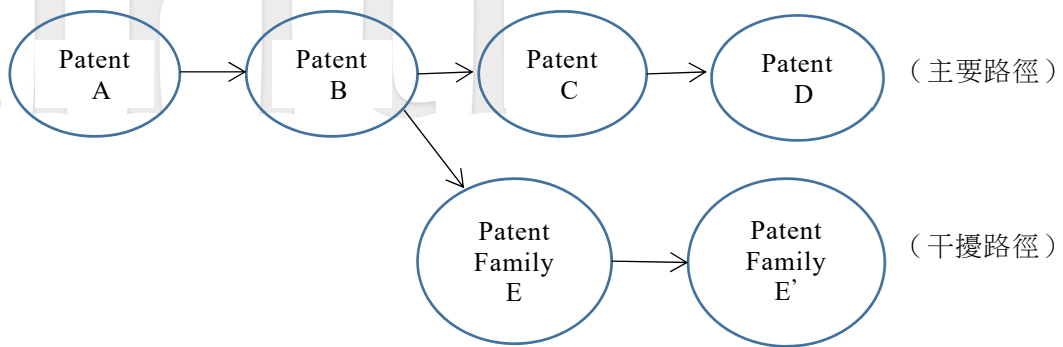 Patent
A
Patent
B
Patent
C
Patent
D
（主要路徑）
Patent
Family
E
Patent
Family
E’
（干擾路徑）